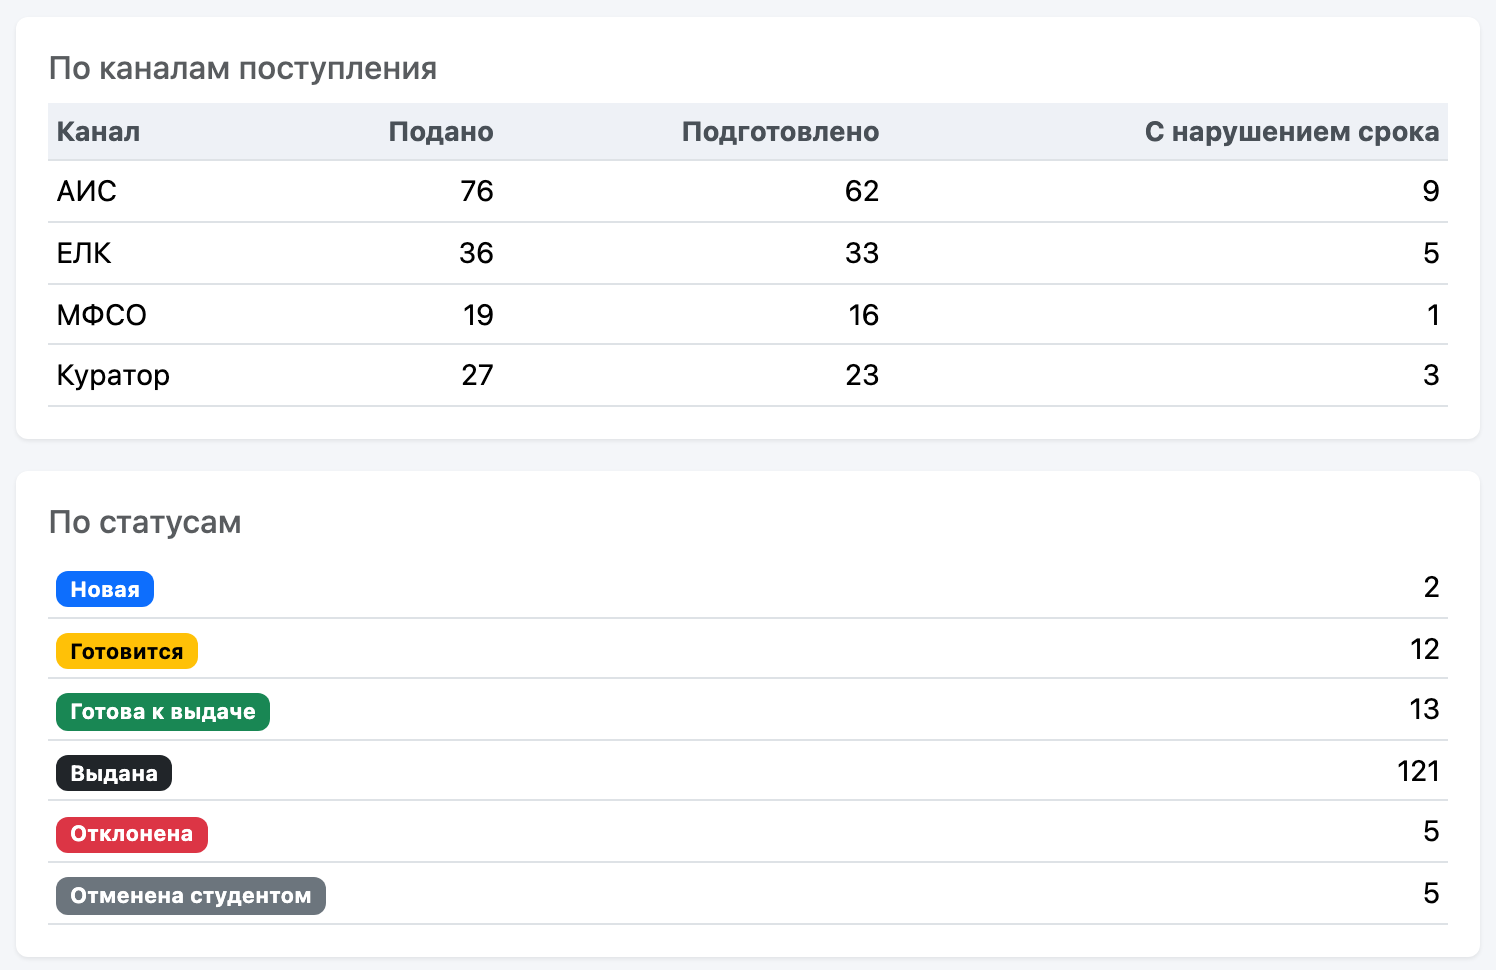 По каналам поступления
Канал Подано Подготовлено С нарушением срока
АИС 76 62 9
ЕЛК 36 33 5
МФСО 19 16 1
Куратор 27 23 3
По статусам
Новая 2
Готовится 12
Готова к выдаче 13
Выдана 121
Отклонена 5
Отменена студентом 5